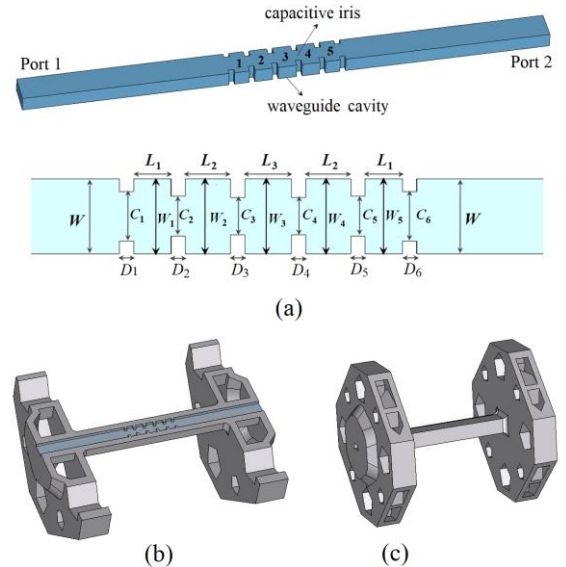 capacitive iris
Port 1
1 2 3 4 5
Port 2
waveguide cavity
L1 L2 L3 L2 L1
W C1 W1 C2 W2 C3 W3 C4 W4 C5 W5 C6 W
D1 D2 D3 D4 D5 D6
(a)
(b) (c)